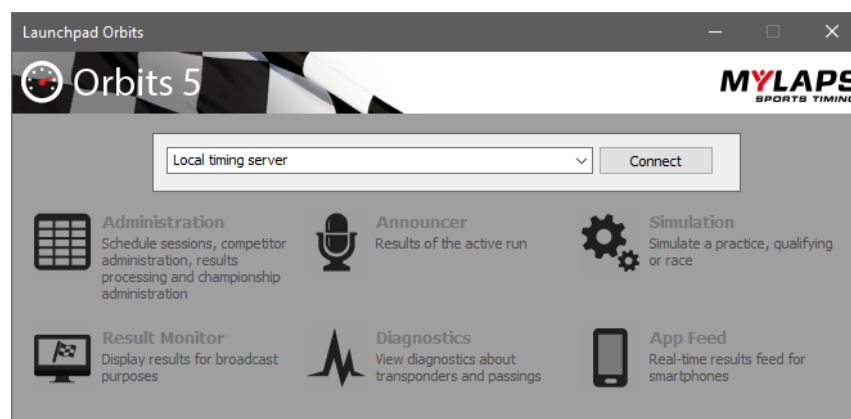 Launchpad Orbits
Orbits 5
MYLAPS
SPORTS TIMING
Local timing server
Connect
Administration
Schedule sessions, competitor
administration, results
processing and championship
administration
Announcer
Results of the active run
Simulation
Simulate a practice, qualifying
or race
Result Monitor
Display results for broadcast
purposes
Diagnostics
View diagnostics about
transponders and passings
App Feed
Real-time results feed for
smartphones